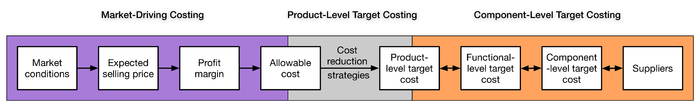 Market-Driving Costing
Product-Level Target Costing
Component-Level Target Costing
Market
conditions
Expected
selling price
Profit
margin
Allowable
cost
Cost
reduction
strategies
Product-
level target
cost
Functional-
level target
cost
Component
-level target
cost
Suppliers